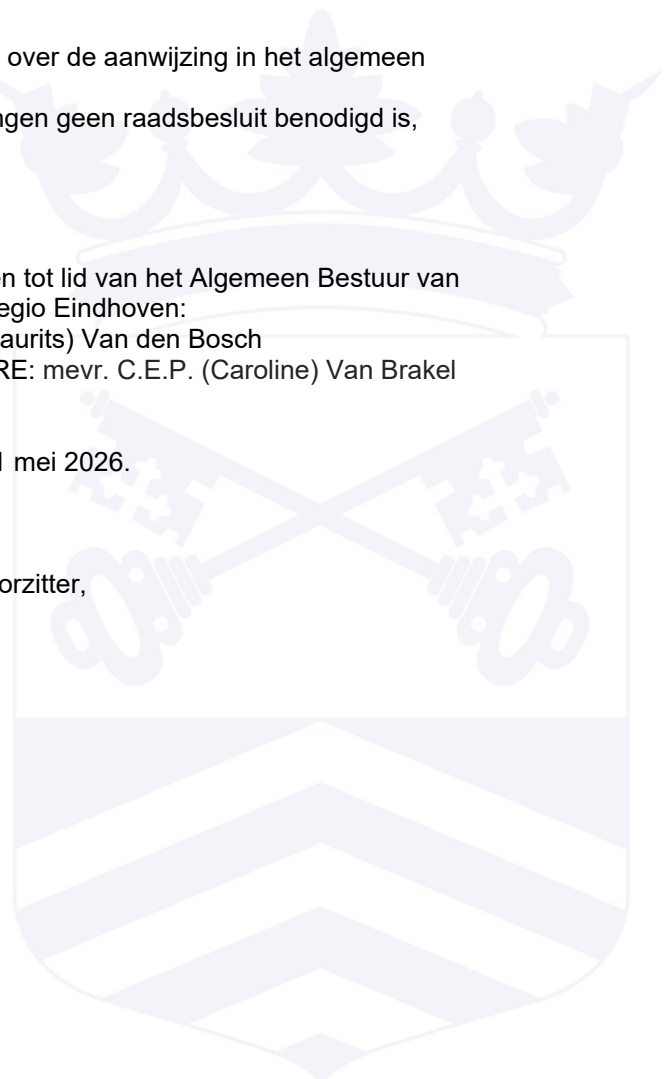 over de aanwijzing in het algemeen
ngen geen raadsbesluit benodigd is,
en tot lid van het Algemeen Bestuur van
egio Eindhoven:
aurits) Van den Bosch
RE: mevr. C.E.P. (Caroline) Van Brakel
mei 2026.
orzitter,